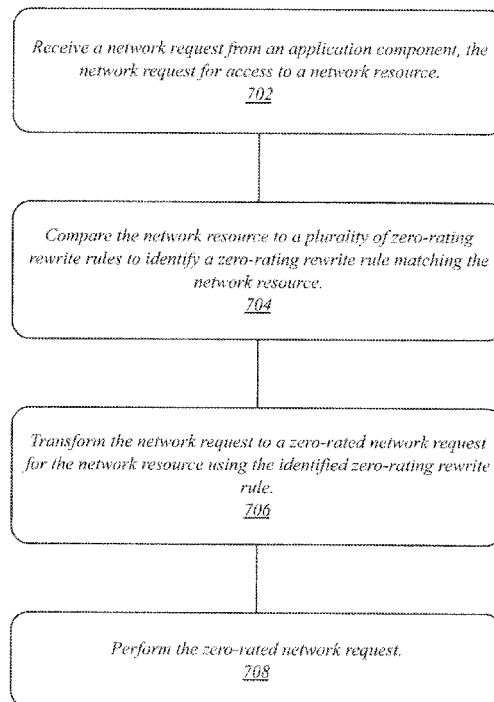 Receive a network request from an application component, the
network request for access to a network resource.
702
Compare the network resource to a plurality of zero-rating
rewrite rules to identify a zero-rating rewrite rule matching the
network resource.
704
Transform the network request to a zero-rated network request
for the network resource using the identified zero-rating rewrite
rule.
706
Perform the zero-rated network request.
708